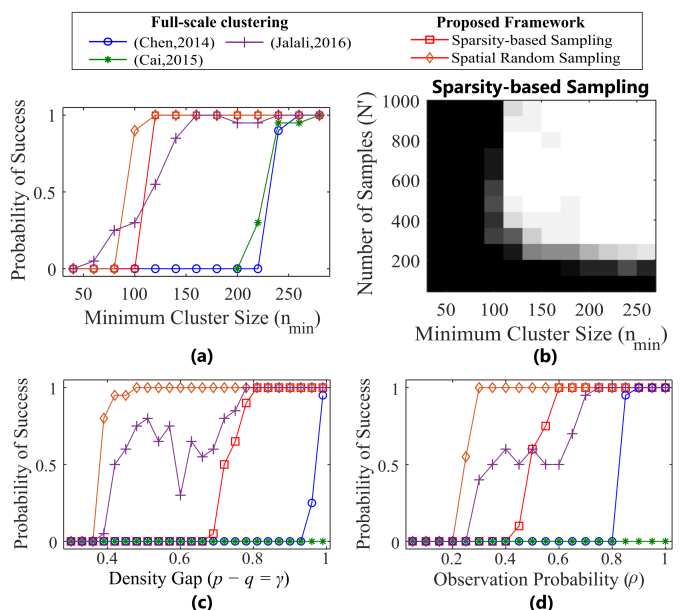 Full-scale clustering
Proposed Framework
(Chen,2014)
(Jalali,2016)
Sparsity-based Sampling
(Cai,2015)
Spatial Random Sampling
Probability of Success
1
0.5
0
50
100
150
200
250
Minimum Cluster Size (n_min)
(a)
Sparsity-based Sampling
Number of Samples (N')
1000
800
600
400
200
50
100
150
200
250
Minimum Cluster Size (n_min)
(b)
Probability of Success
1
0.5
0
0.4
0.6
0.8
1
Density Gap (p − q = γ)
(c)
Probability of Success
1
0.5
0
0
0.2
0.4
0.6
0.8
1
Observation Probability (ρ)
(d)